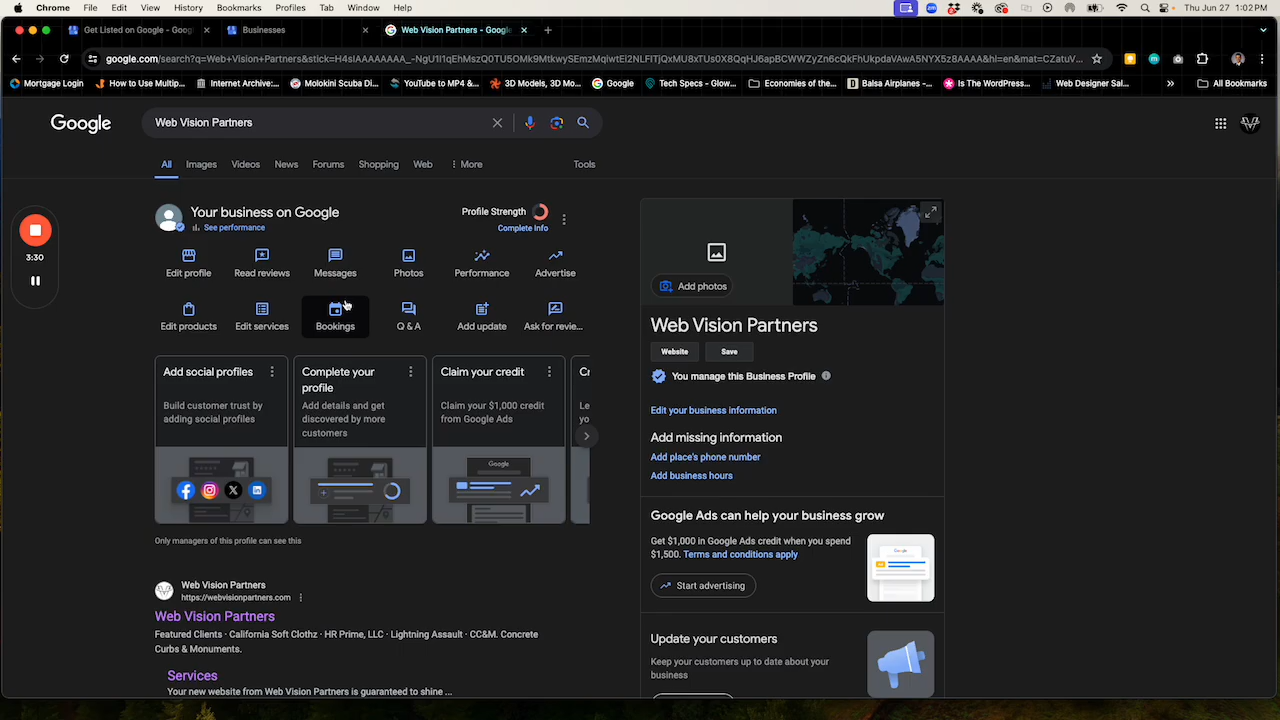 Chrome File Edit View History Bookmarks Profiles Tab Window Help Thu Jun 27 1:02PM
Get Listed on Google - Goog Businesses Web Vision Partners - Google
google.com/search?q=Web+Vision+Partners&stick=
Mortgage Login How to Use Multip... Internet Archive:... Molokini Scuba Di... YouTube to MP4 &... 3D Models, 3D Mo... Google Tech Specs - Glow... Economies of the... Balsa Airplanes -... Is The WordPress... Web Designer Sal... » All Bookmarks
Google Web Vision Partners
All Images Videos News Forums Shopping Web More Tools
Your business on Google
See performance
Profile Strength
Complete Info
3:30
Edit profile Read reviews Messages Photos Performance Advertise
Edit products Edit services Bookings Q & A Add update Ask for revie...
Add social profiles
Build customer trust by
adding social profiles
Complete your
profile
Add details and get
discovered by more
customers
Claim your credit
Claim your $1,000 credit
from Google Ads
Google
Only managers of this profile can see this
Web Vision Partners
https://webvisionpartners.com
Web Vision Partners
Featured Clients · California Soft Clothz · HR Prime, LLC · Lightning Assault · CC&M. Concrete
Curbs & Monuments.
Services
Your new website from Web Vision Partners is guaranteed to shine ...
Add photos
Web Vision Partners
Website Save
You manage this Business Profile
Edit your business information
Add missing information
Add place's phone number
Add business hours
Google Ads can help your business grow
Get $1,000 in Google Ads credit when you spend
$1,500. Terms and conditions apply
Start advertising
Update your customers
Keep your customers up to date about your
business